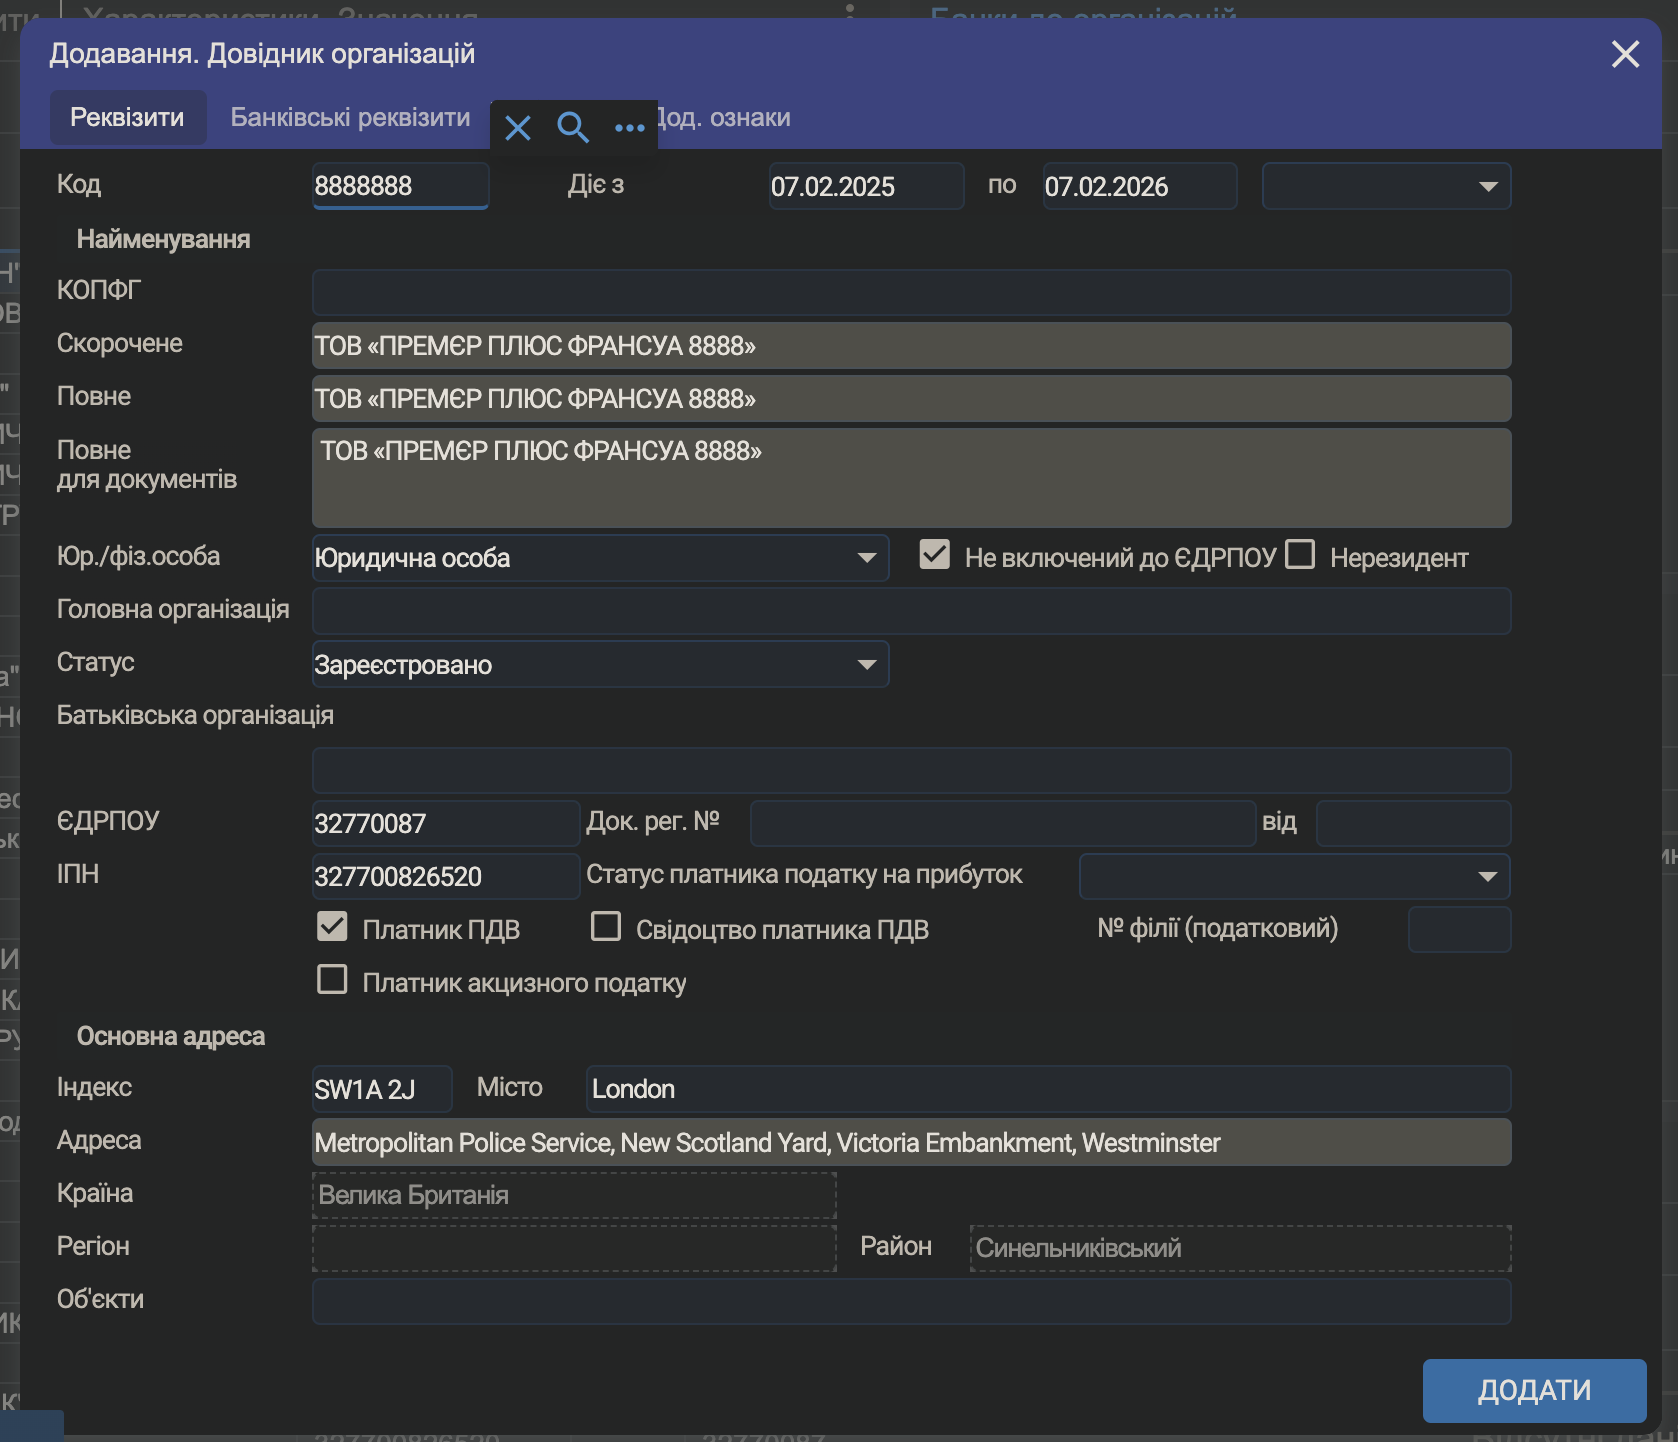 Додавання. Довідник організацій
Реквізити Банківські реквізити Дод. ознаки
Код 8888888 Діє з 07.02.2025 по 07.02.2026
Найменування
КОПФГ
Скорочене ТОВ «ПРЕМЄР ПЛЮС ФРАНСУА 8888»
Повне ТОВ «ПРЕМЄР ПЛЮС ФРАНСУА 8888»
Повне ТОВ «ПРЕМЄР ПЛЮС ФРАНСУА 8888»
для документів
Юр./фіз.особа Юридична особа Не включений до ЄДРПОУ Нерезидент
Головна організація
Статус Зареєстровано
Батьківська організація
ЄДРПОУ 32770087 Док. рег. № від
ІПН 327700826520 Статус платника податку на прибуток
Платник ПДВ Свідоцтво платника ПДВ № філії (податковий)
Платник акцизного податку
Основна адреса
Індекс SW1A 2J Місто London
Адреса Metropolitan Police Service, New Scotland Yard, Victoria Embankment, Westminster
Країна Велика Британія
Регіон Район Синельниківський
Об'єкти
ДОДАТИ